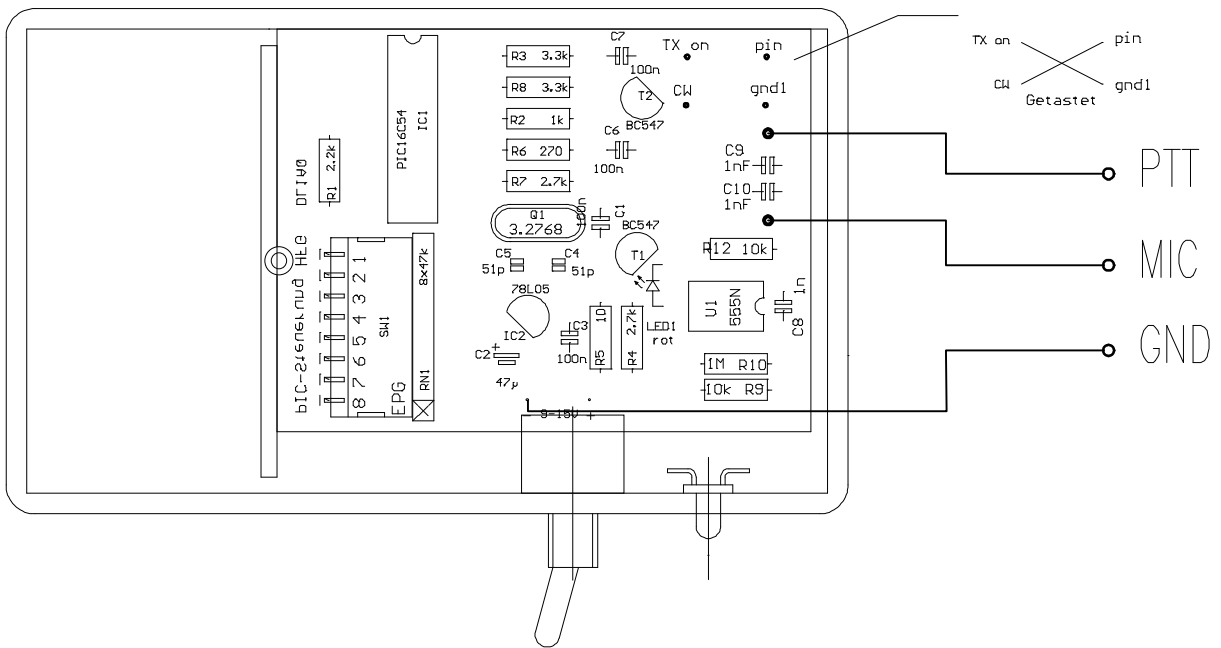 C7
TX on
pin
R3 3.3k
100n
TX on
pin
R8 3.3k
T2
CW
gnd1
CW
gnd1
Getastet
R2 1k
BC547
PIC16C54
IC1
C6
R6 270
100n
C9
1nF
PTT
R1 2.2k
R7 2.7k
C10
1nF
Q1
3.2768
100n
C1
BC547
T1
R12 10k
MIC
C5
51p
C4
51p
8x47k
1
2
3
4
5
6
7
8
SW1
EPG
RN1
78L05
IC2
C3
100n
R5 10
R4 2.7k
LED1
rot
U1
555N
1n
C8
C2
+
47µ
1M R10
10k R9
GND
- 9-15V +